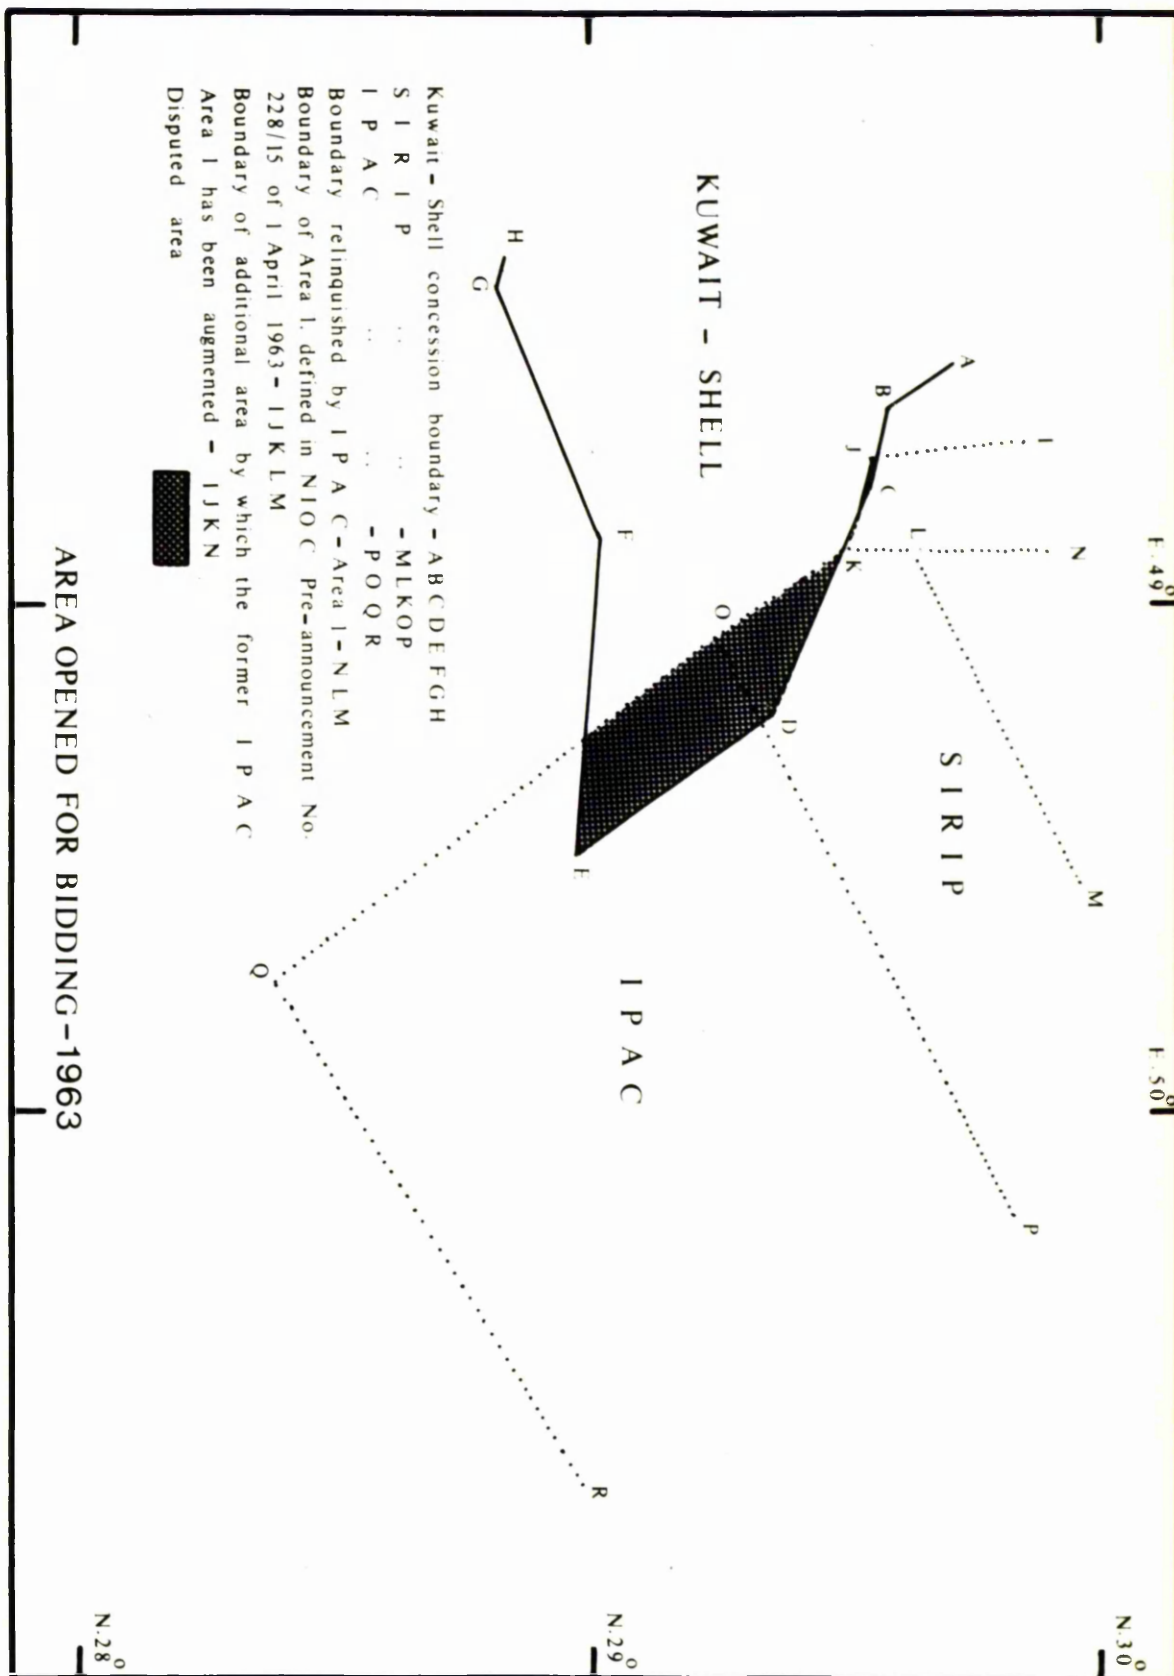 E.49°
E.50°
N.30°
N.29°
N.28°
A
B
I
J
C
L
N
K
M
O
D
P
H
G
F
E
Q
R
KUWAIT - SHELL
S I R I P
I P A C
Kuwait - Shell concession boundary - A B C D E F G H
S I R I P .. .. - M L K O P
I P A C .. .. - P O Q R
Boundary relinquished by I P A C - Area 1 - N L M
Boundary of Area 1. defined in N I O C Pre-announcement No.
228/15 of 1 April 1963 - I J K L M
Boundary of additional area by which the former I P A C
Area 1 has been augmented - I J K N
Disputed area
AREA OPENED FOR BIDDING-1963